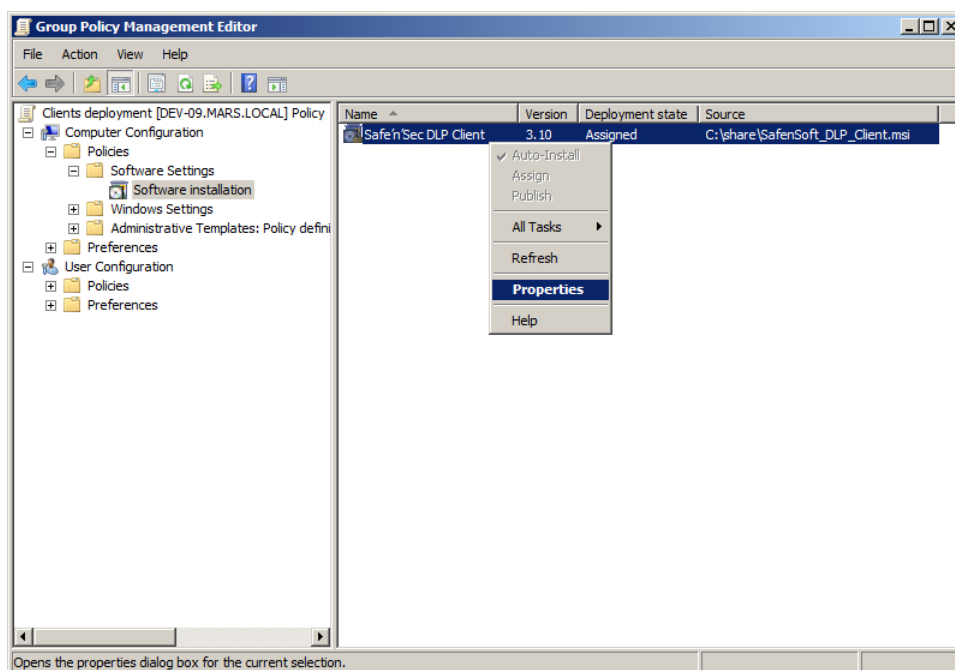 Group Policy Management Editor
File Action View Help
Clients deployment [DEV-09.MARS.LOCAL] Policy
Computer Configuration
Policies
Software Settings
Software installation
Windows Settings
Administrative Templates: Policy defini
Preferences
User Configuration
Policies
Preferences
Name Version Deployment state Source
Safe'n'Sec DLP Client 3.10 Assigned C:\share\SafenSoft_DLP_Client.msi
Auto-Install
Assign
Publish
All Tasks
Refresh
Properties
Help
Opens the properties dialog box for the current selection.